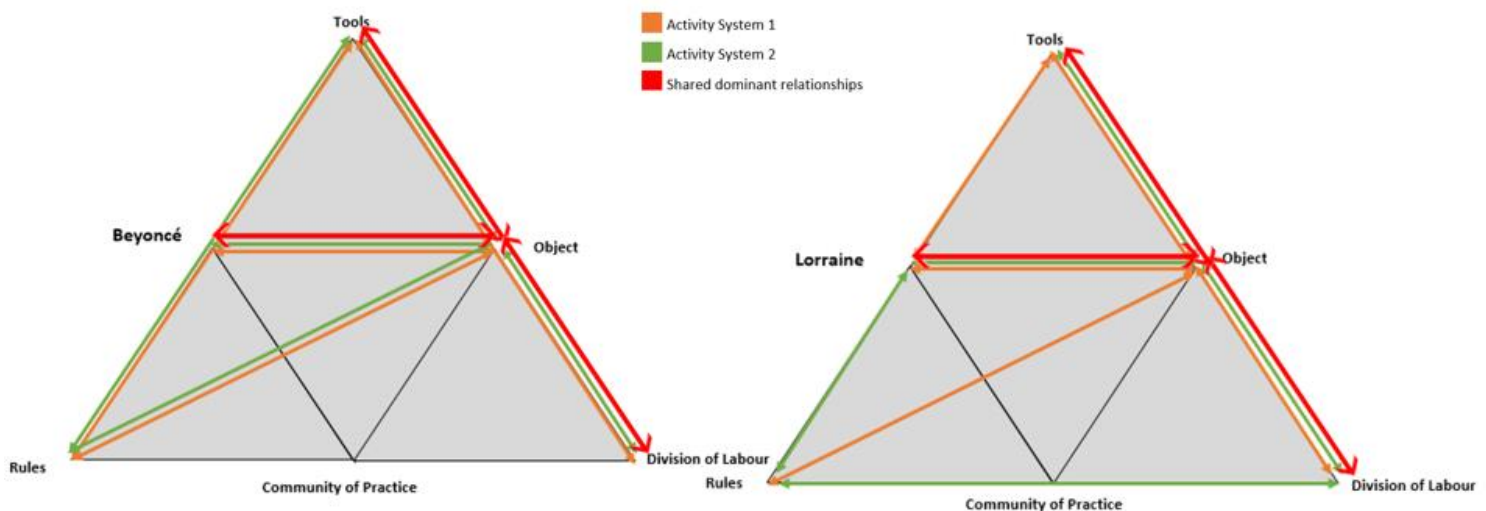 Tools
Beyoncé
Object
Rules
Division of Labour
Community of Practice
Activity System 1
Activity System 2
Shared dominant relationships
Tools
Lorraine
Object
Rules
Division of Labour
Community of Practice